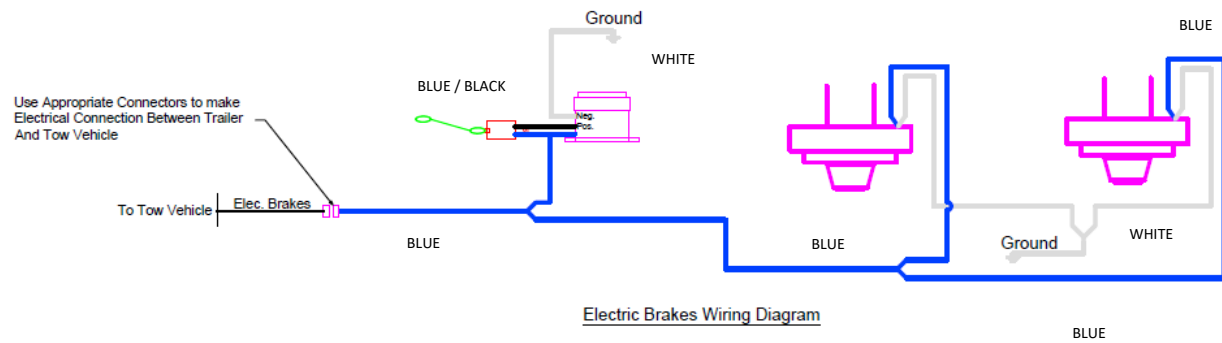 Ground
BLUE
WHITE
BLUE / BLACK
Use Appropriate Connectors to make
Electrical Connection Between Trailer
And Tow Vehicle
Neg.
Pos.
To Tow Vehicle
Elec. Brakes
BLUE
BLUE
Ground
WHITE
Electric Brakes Wiring Diagram
BLUE